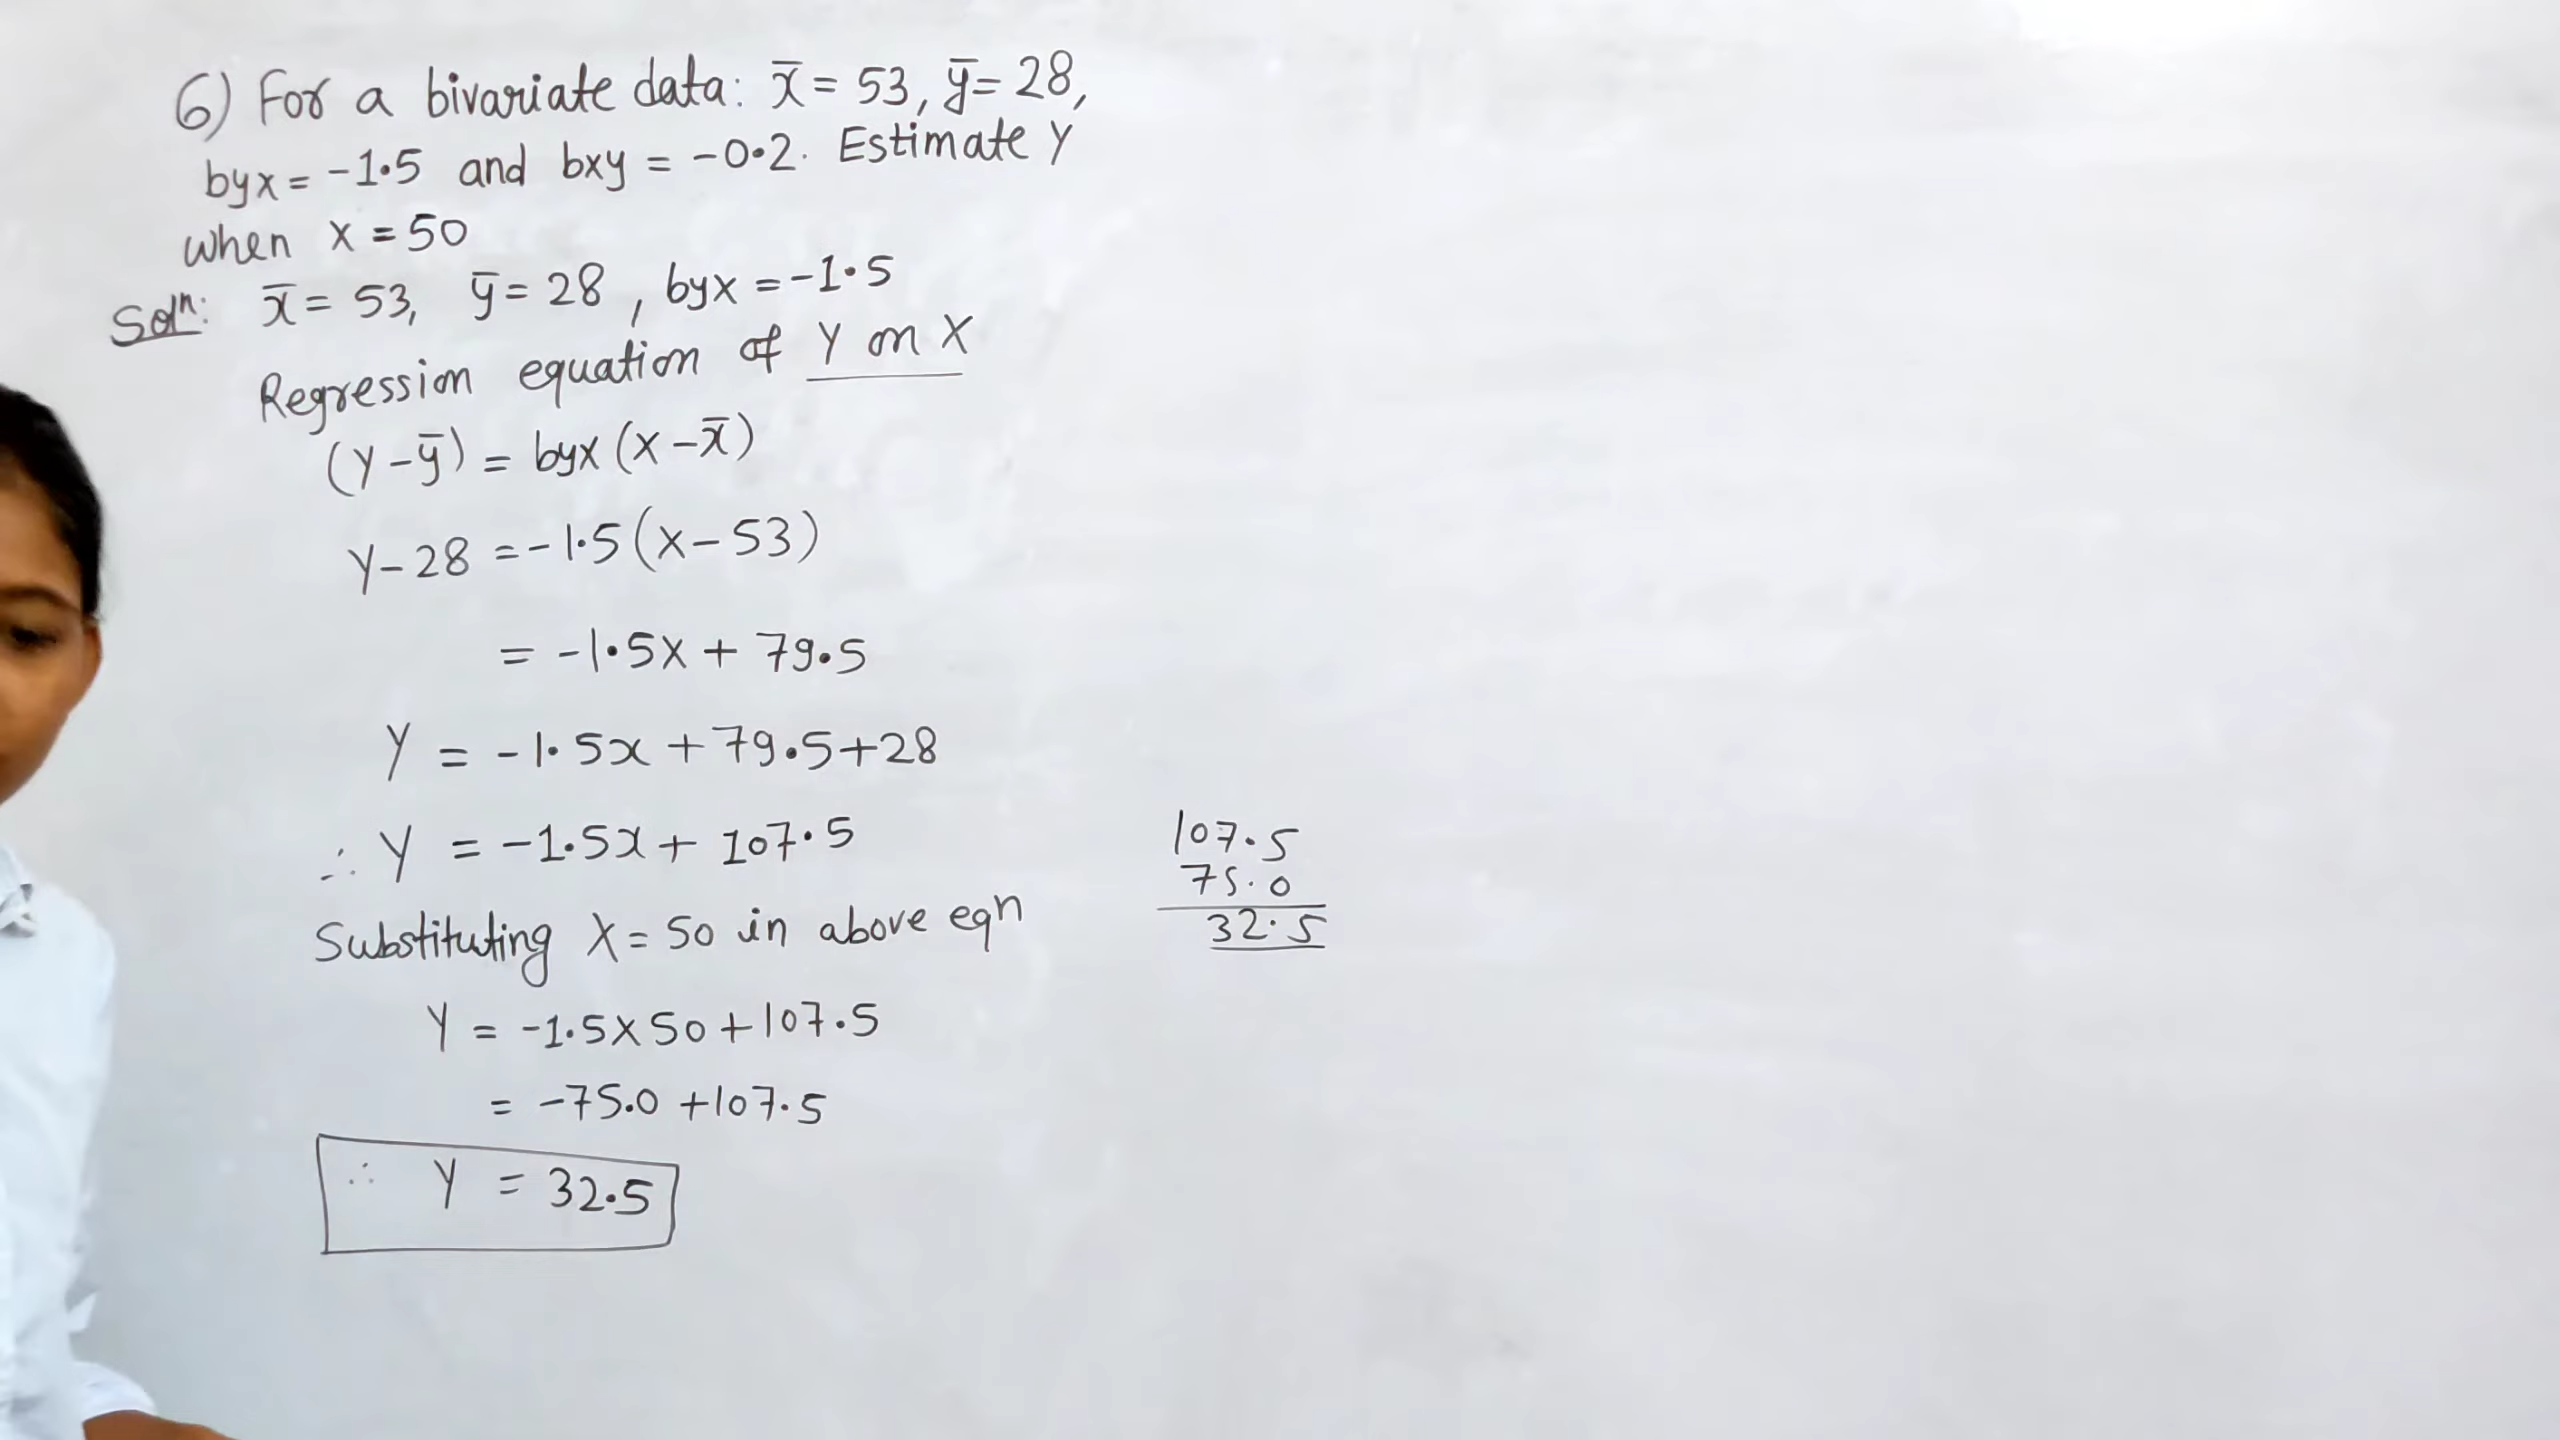 6) For a bivariate data: x̄ = 53, ȳ = 28,
byx = -1.5 and bxy = -0.2. Estimate Y
when X = 50
Solⁿ: x̄ = 53, ȳ = 28, byx = -1.5
Regression equation of Y on X
(Y - ȳ) = byx (X - x̄)
Y - 28 = -1.5 (X - 53)
= -1.5X + 79.5
Y = -1.5x + 79.5 + 28
∴ Y = -1.5x + 107.5
Substituting X = 50 in above eqn
Y = -1.5 x 50 + 107.5
= -75.0 + 107.5
∴ Y = 32.5
107.5
75.0
32.5